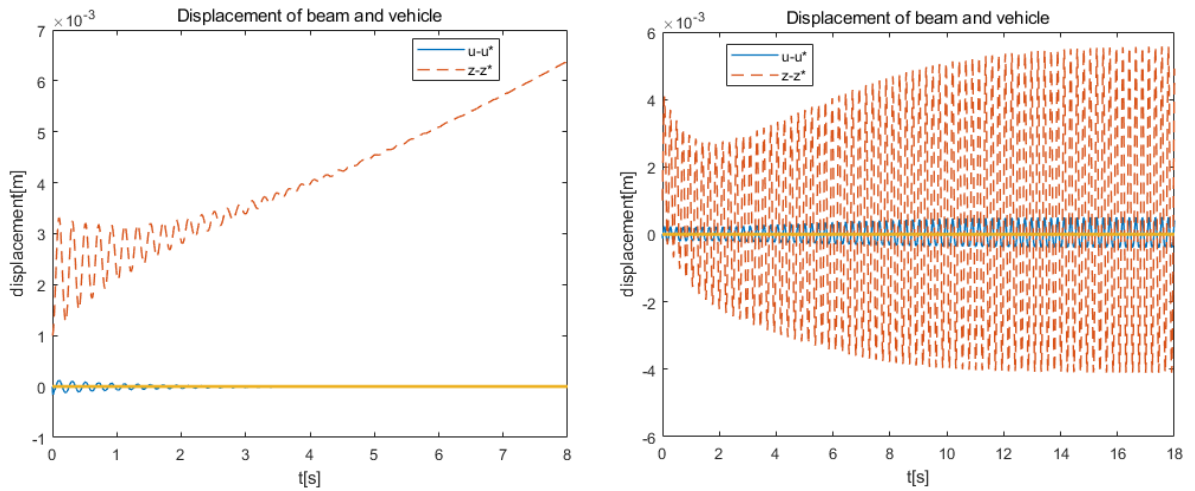 Displacement of beam and vehicle
×10⁻³
7
6
5
4
3
2
1
0
-1
displacement[m]
u-u*
z-z*
0 1 2 3 4 5 6 7 8
t[s]
Displacement of beam and vehicle
×10⁻³
6
4
2
0
-2
-4
-6
displacement[m]
u-u*
z-z*
0 2 4 6 8 10 12 14 16 18
t[s]